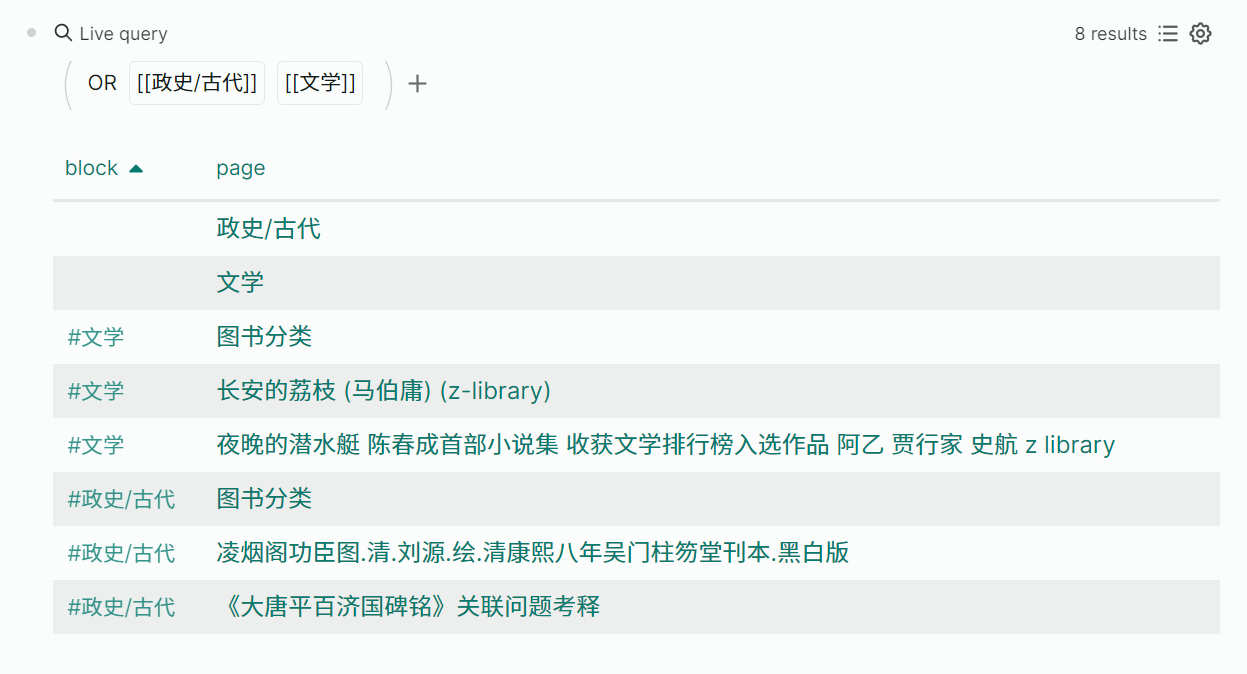 Live query 8 results
OR [[政史/古代]] [[文学]] +
block page
政史/古代
文学
#文学 图书分类
#文学 长安的荔枝 (马伯庸) (z-library)
#文学 夜晚的潜水艇 陈春成首部小说集 收获文学排行榜入选作品 阿乙 贾行家 史航 z library
#政史/古代 图书分类
#政史/古代 凌烟阁功臣图.清.刘源.绘.清康熙八年吴门柱笏堂刊本.黑白版
#政史/古代 《大唐平百济国碑铭》关联问题考释